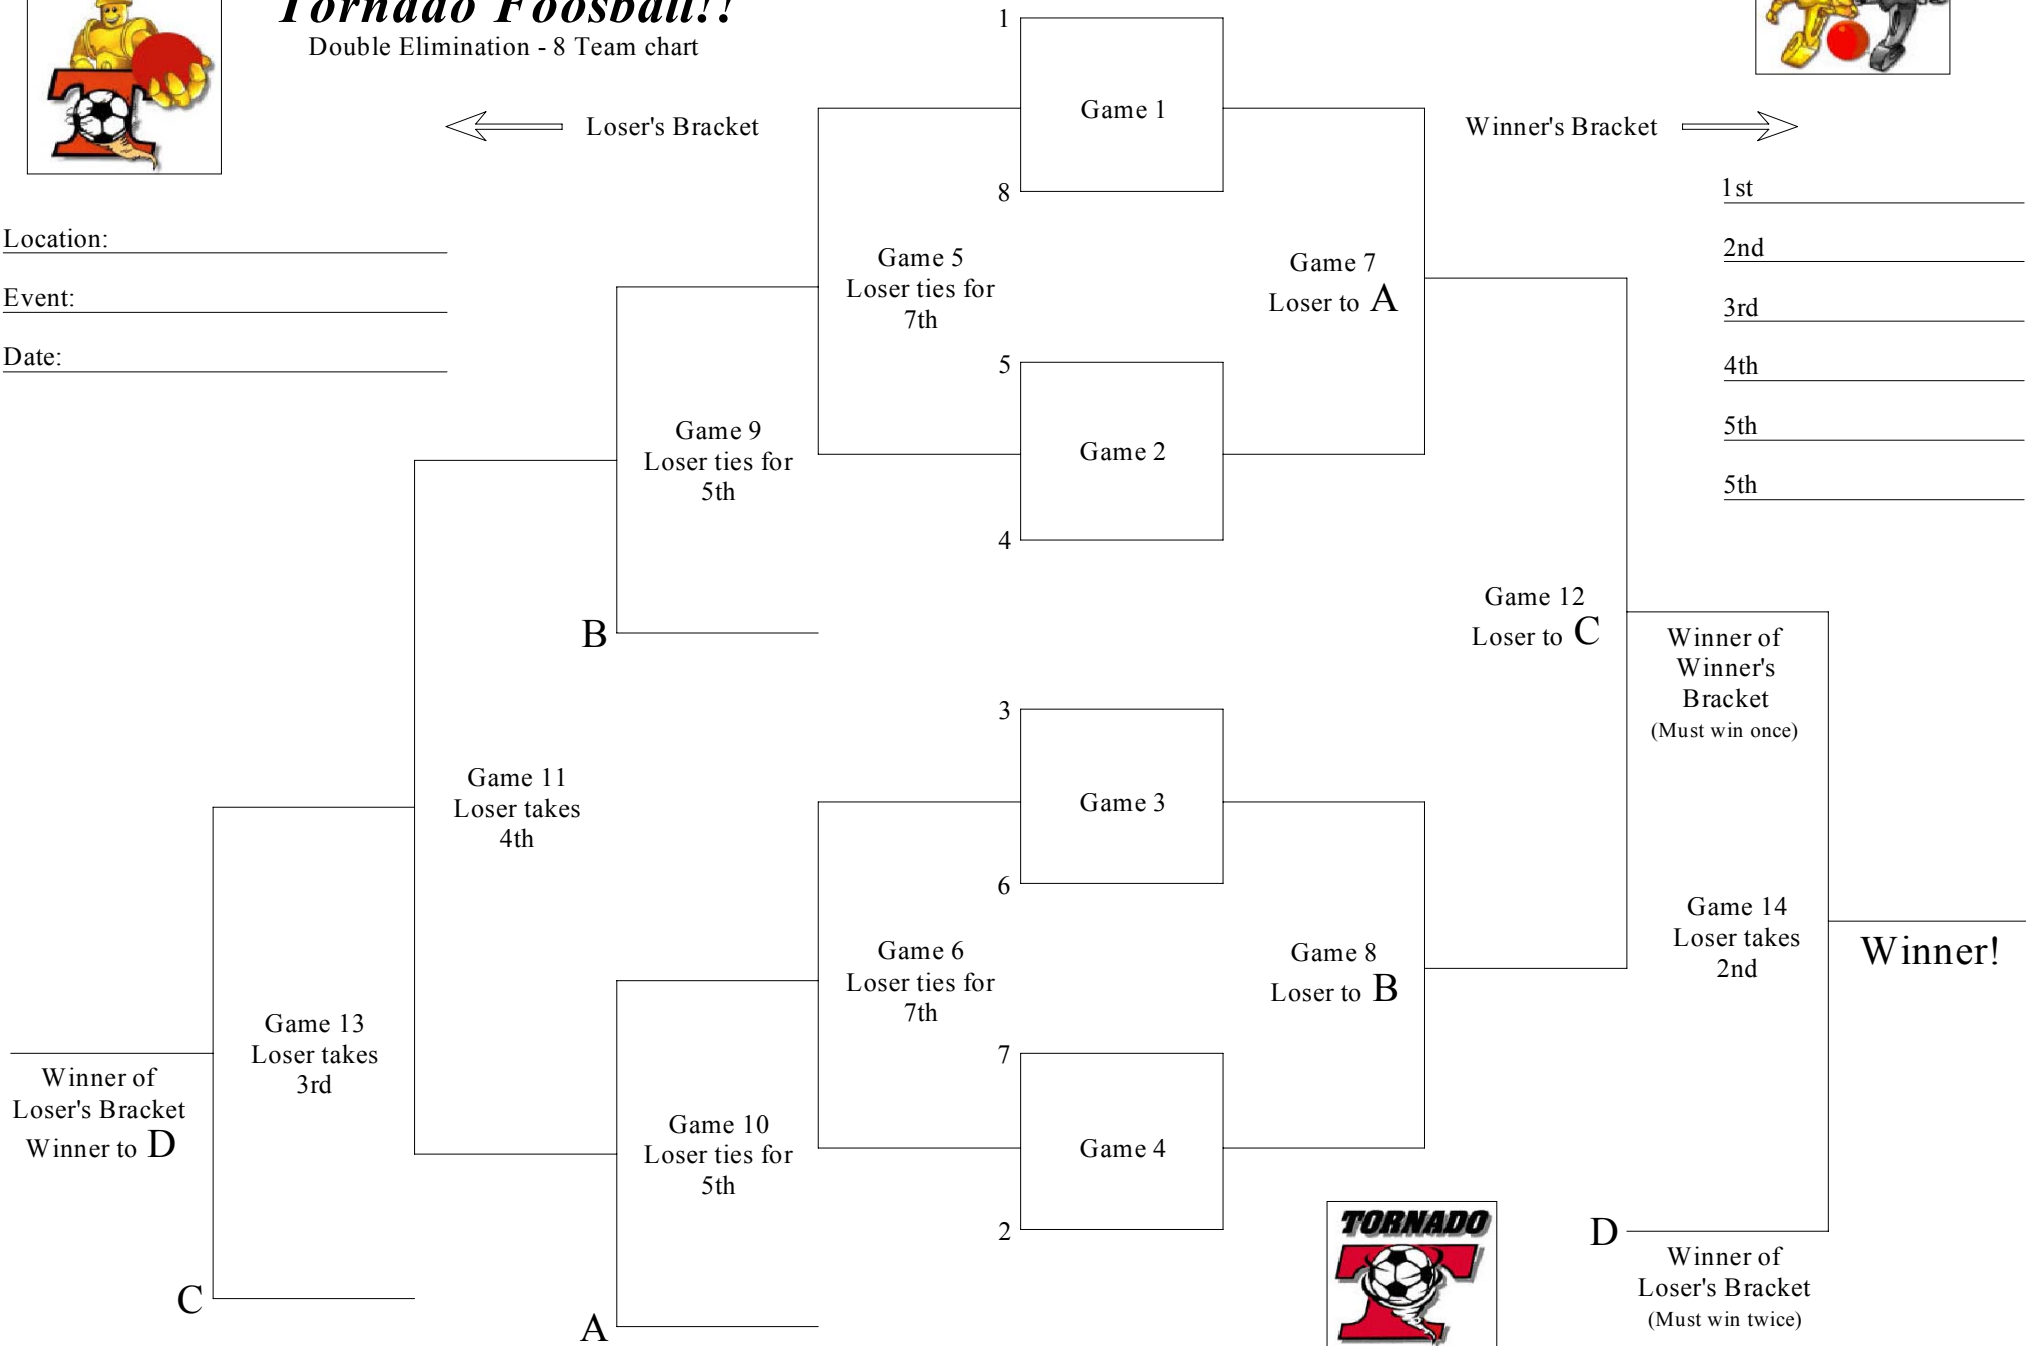 Tornado Foosball!!
Double Elimination - 8 Team chart
Loser's Bracket
Winner's Bracket
Location:
Event:
Date:
1st
2nd
3rd
4th
5th
5th
1
Game 1
8
Game 5
Loser ties for
7th
Game 7
Loser to A
5
Game 2
4
Game 9
Loser ties for
5th
B
Game 12
Loser to C
Winner of
Winner's
Bracket
(Must win once)
3
Game 3
6
Game 11
Loser takes
4th
Game 6
Loser ties for
7th
Game 8
Loser to B
Game 14
Loser takes
2nd
Winner!
7
Game 4
2
Game 13
Loser takes
3rd
Winner of
Loser's Bracket
Winner to D
Game 10
Loser ties for
5th
C
A
TORNADO
T
D
Winner of
Loser's Bracket
(Must win twice)